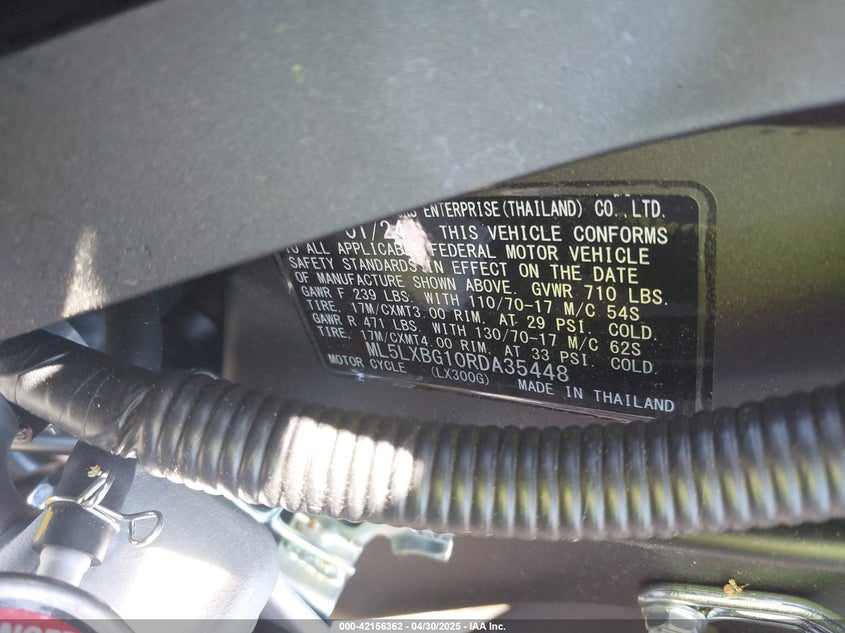 ENTERPRISE(THAILAND) CO.,LTD.
01/24 THIS VEHICLE CONFORMS
TO ALL APPLICABLE FEDERAL MOTOR VEHICLE
SAFETY STANDARDS IN EFFECT ON THE DATE
OF MANUFACTURE SHOWN ABOVE. GVWR 710 LBS.
GAWR F 239 LBS. WITH 110/70-17 M/C 54S
TIRE. 17M/CXMT3.00 RIM. AT 29 PSI. COLD.
GAWR R 471 LBS. WITH 130/70-17 M/C 62S
TIRE. 17M/CXMT4.00 RIM. AT 33 PSI. COLD.
ML5LXBG10RDA35448
MOTOR CYCLE (LX300G) MADE IN THAILAND
000-42156362 - 04/30/2025 - IAA Inc.